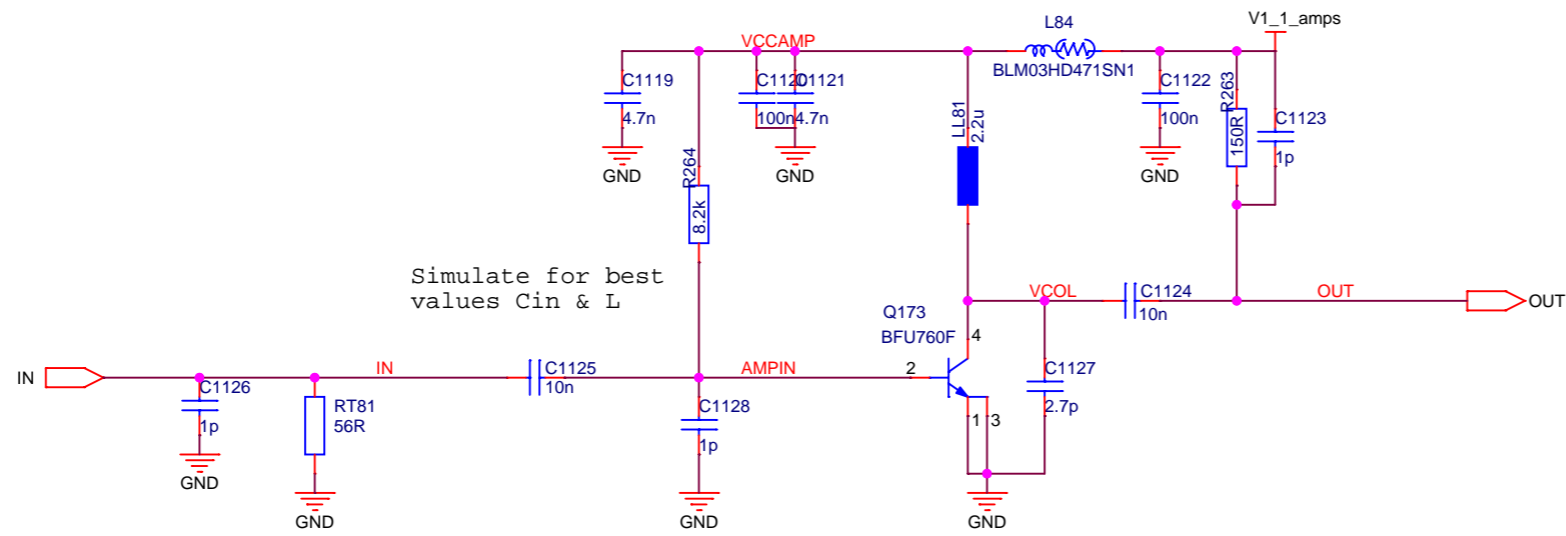 V1_1_amps
L84
VCCAMP
BLM03HD471SN1
C1119
4.7n
GND
C1120
100n
C1121
4.7n
GND
LL81
2.2u
C1122
100n
GND
R263
150R
C1123
1p
R264
8.2k
Simulate for best
values Cin & L
VCOL
C1124
10n
OUT
OUT
Q173
BFU760F
4
2
1
3
C1127
2.7p
GND
IN
IN
C1126
1p
GND
RT81
56R
GND
C1125
10n
AMPIN
C1128
1p
GND